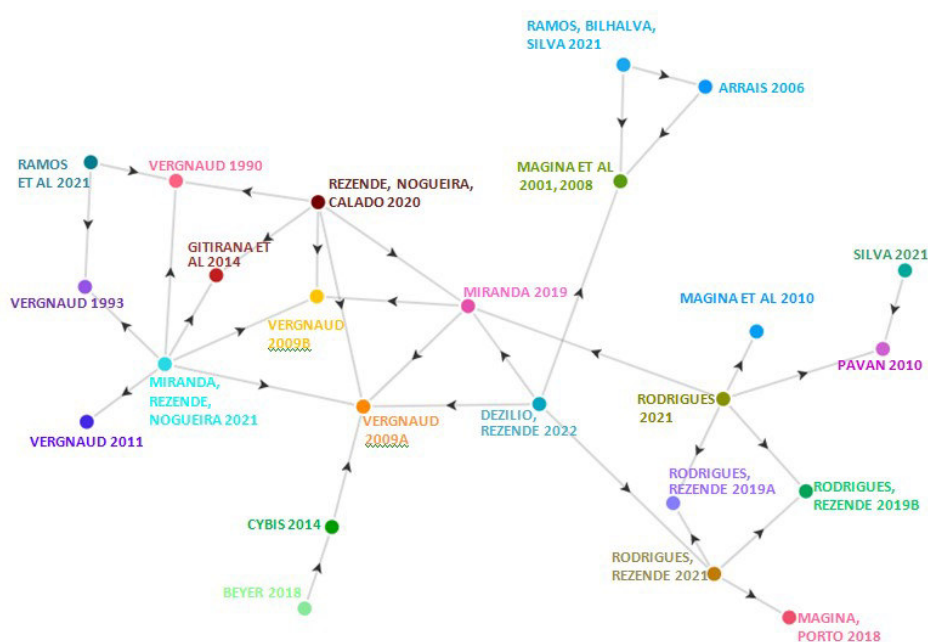 RAMOS, BILHALVA,
SILVA 2021
ARRAIS 2006
RAMOS
ET AL 2021
VERGNAUD 1990
MAGINA ET AL
2001, 2008
REZENDE, NOGUEIRA,
CALADO 2020
GITIRANA ET
AL 2014
SILVA 2021
VERGNAUD 1993
MIRANDA 2019
MAGINA ET AL 2010
VERGNAUD
2009B
PAVAN 2010
MIRANDA,
REZENDE,
NOGUEIRA 2021
RODRIGUES
2021
DEZILIO,
REZENDE 2022
VERGNAUD
2009A
VERGNAUD 2011
RODRIGUES,
REZENDE 2019A
RODRIGUES,
REZENDE 2019B
CYBIS 2014
RODRIGUES,
REZENDE 2021
BEYER 2018
MAGINA,
PORTO 2018